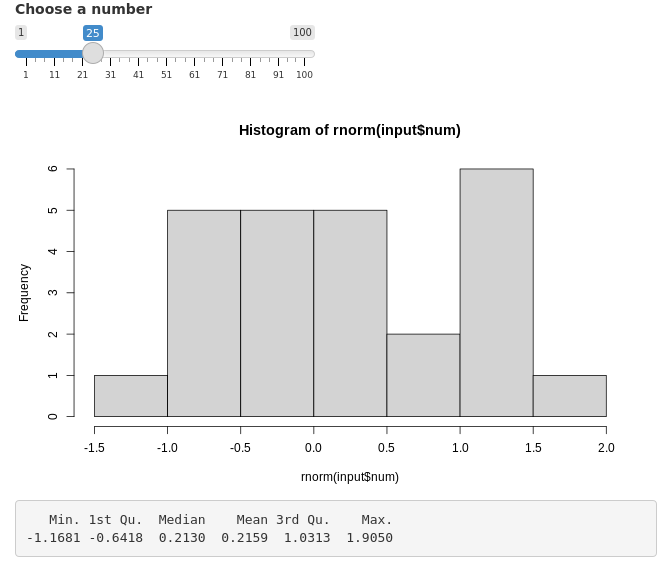 Choose a number
1 25 100
1 11 21 31 41 51 61 71 81 91 100
Histogram of rnorm(input$num)
Frequency
6
5
4
3
2
1
0
-1.5 -1.0 -0.5 0.0 0.5 1.0 1.5 2.0
rnorm(input$num)
Min. 1st Qu. Median Mean 3rd Qu. Max.
-1.1681 -0.6418 0.2130 0.2159 1.0313 1.9050